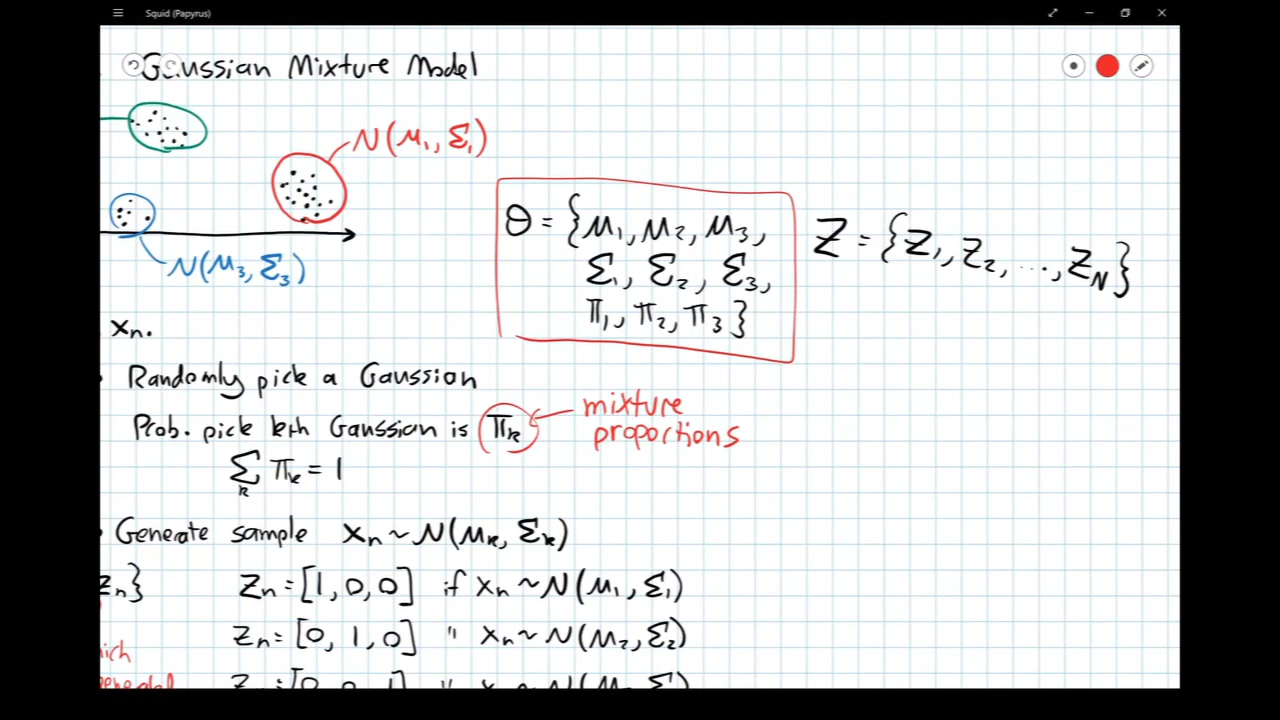 Squid (Papyrus)
Gaussian Mixture Model
N(μ₁, Σ₁)
N(μ₃, Σ₃)
θ = {μ₁, μ₂, μ₃,
Σ₁, Σ₂, Σ₃,
π₁, π₂, π₃}
Z = {Z₁, Z₂, ..., Z_N}
xₙ.
Randomly pick a Gaussian
Prob. pick kth Gaussian is πₖ
mixture
proportions
Σₖ πₖ = 1
Generate sample xₙ ~ N(μₖ, Σₖ)
zₙ} zₙ = [1, 0, 0] if xₙ ~ N(μ₁, Σ₁)
zₙ = [0, 1, 0] " xₙ ~ N(μ₂, Σ₂)